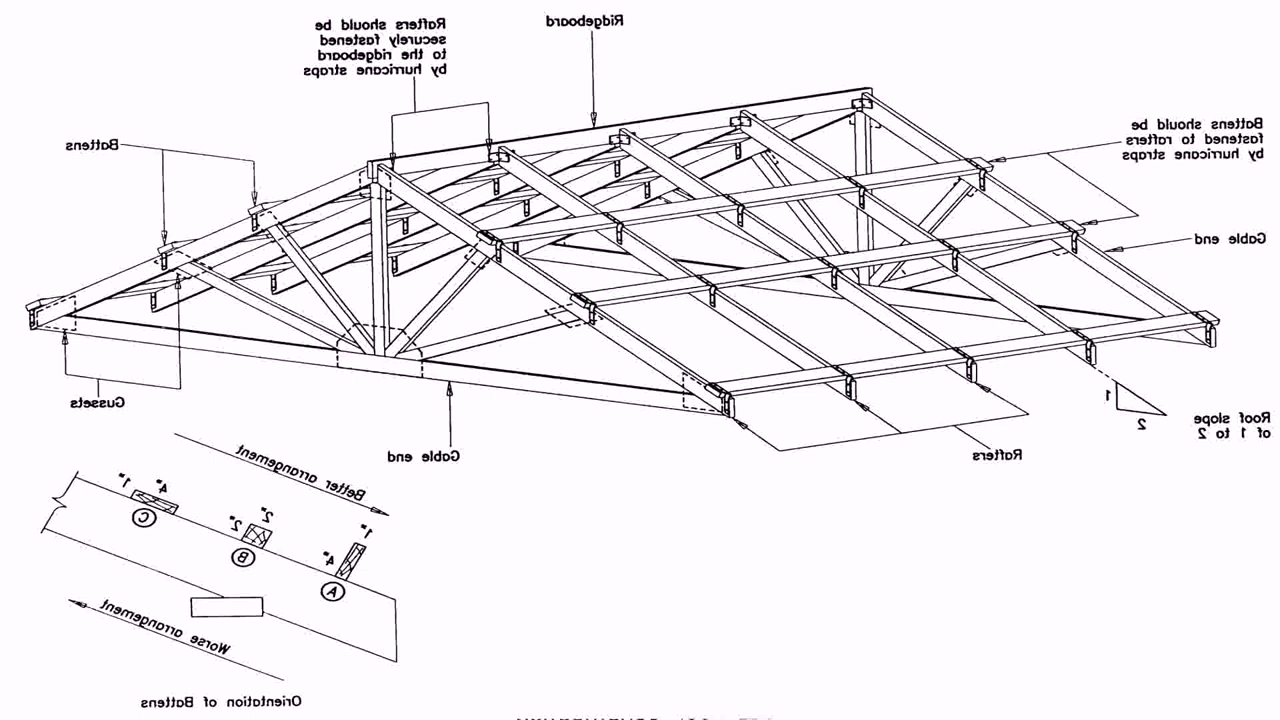 Ridgeboard
Rafters should be
securely fastened
to the ridgeboard
by hurricane straps
Battens
Battens should be
fastened to rafters
by hurricane straps
Gable end
Gussets
Gable end
Rafters
1
2
Roof slope
of 1 to 2
Better arrangement
1"
4"
A
2"
2"
B
4"
1"
C
Worse arrangement
Orientation of Battens